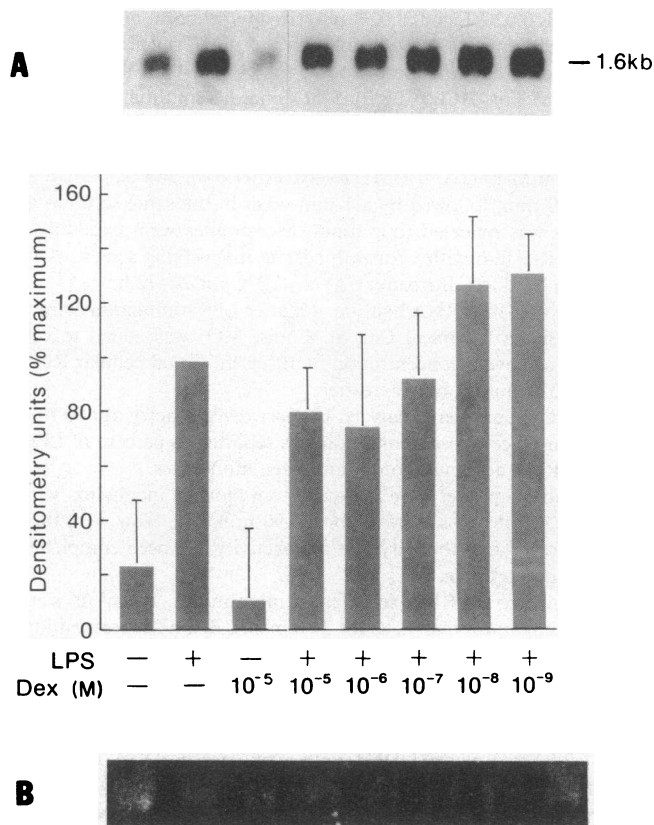 A
— 1.6kb
Densitometry units (% maximum)
160
120
80
40
0
LPS — + — + + + + +
Dex (M) — — 10⁻⁵ 10⁻⁵ 10⁻⁶ 10⁻⁷ 10⁻⁸ 10⁻⁹
B